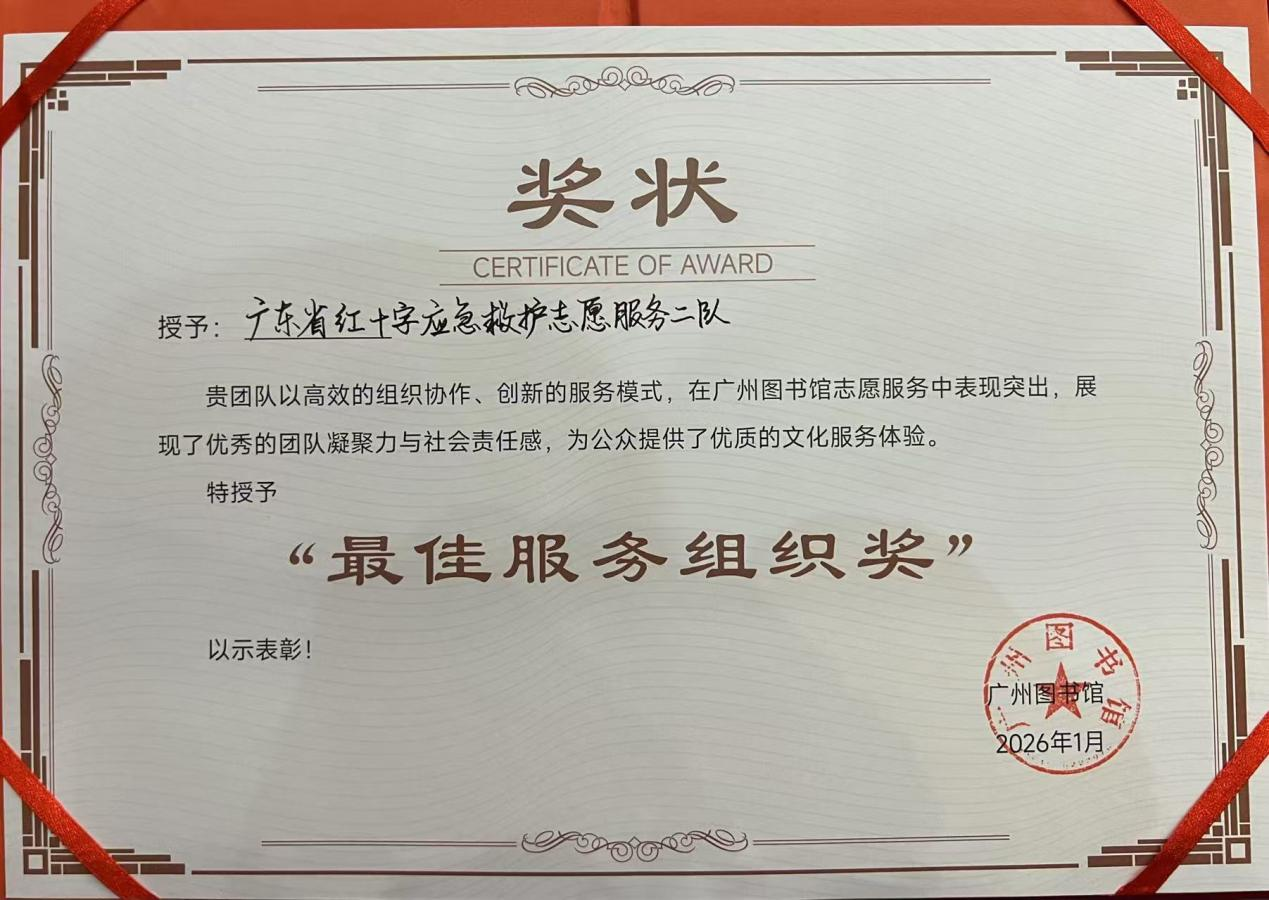 奖状
CERTIFICATE OF AWARD
授予：广东省红十字应急救护志愿服务二队
贵团队以高效的组织协作、创新的服务模式，在广州图书馆志愿服务中表现突出，展
现了优秀的团队凝聚力与社会责任感，为公众提供了优质的文化服务体验。
特授予
“最佳服务组织奖”
以示表彰！
广州图书馆
广州图书馆
2026年1月